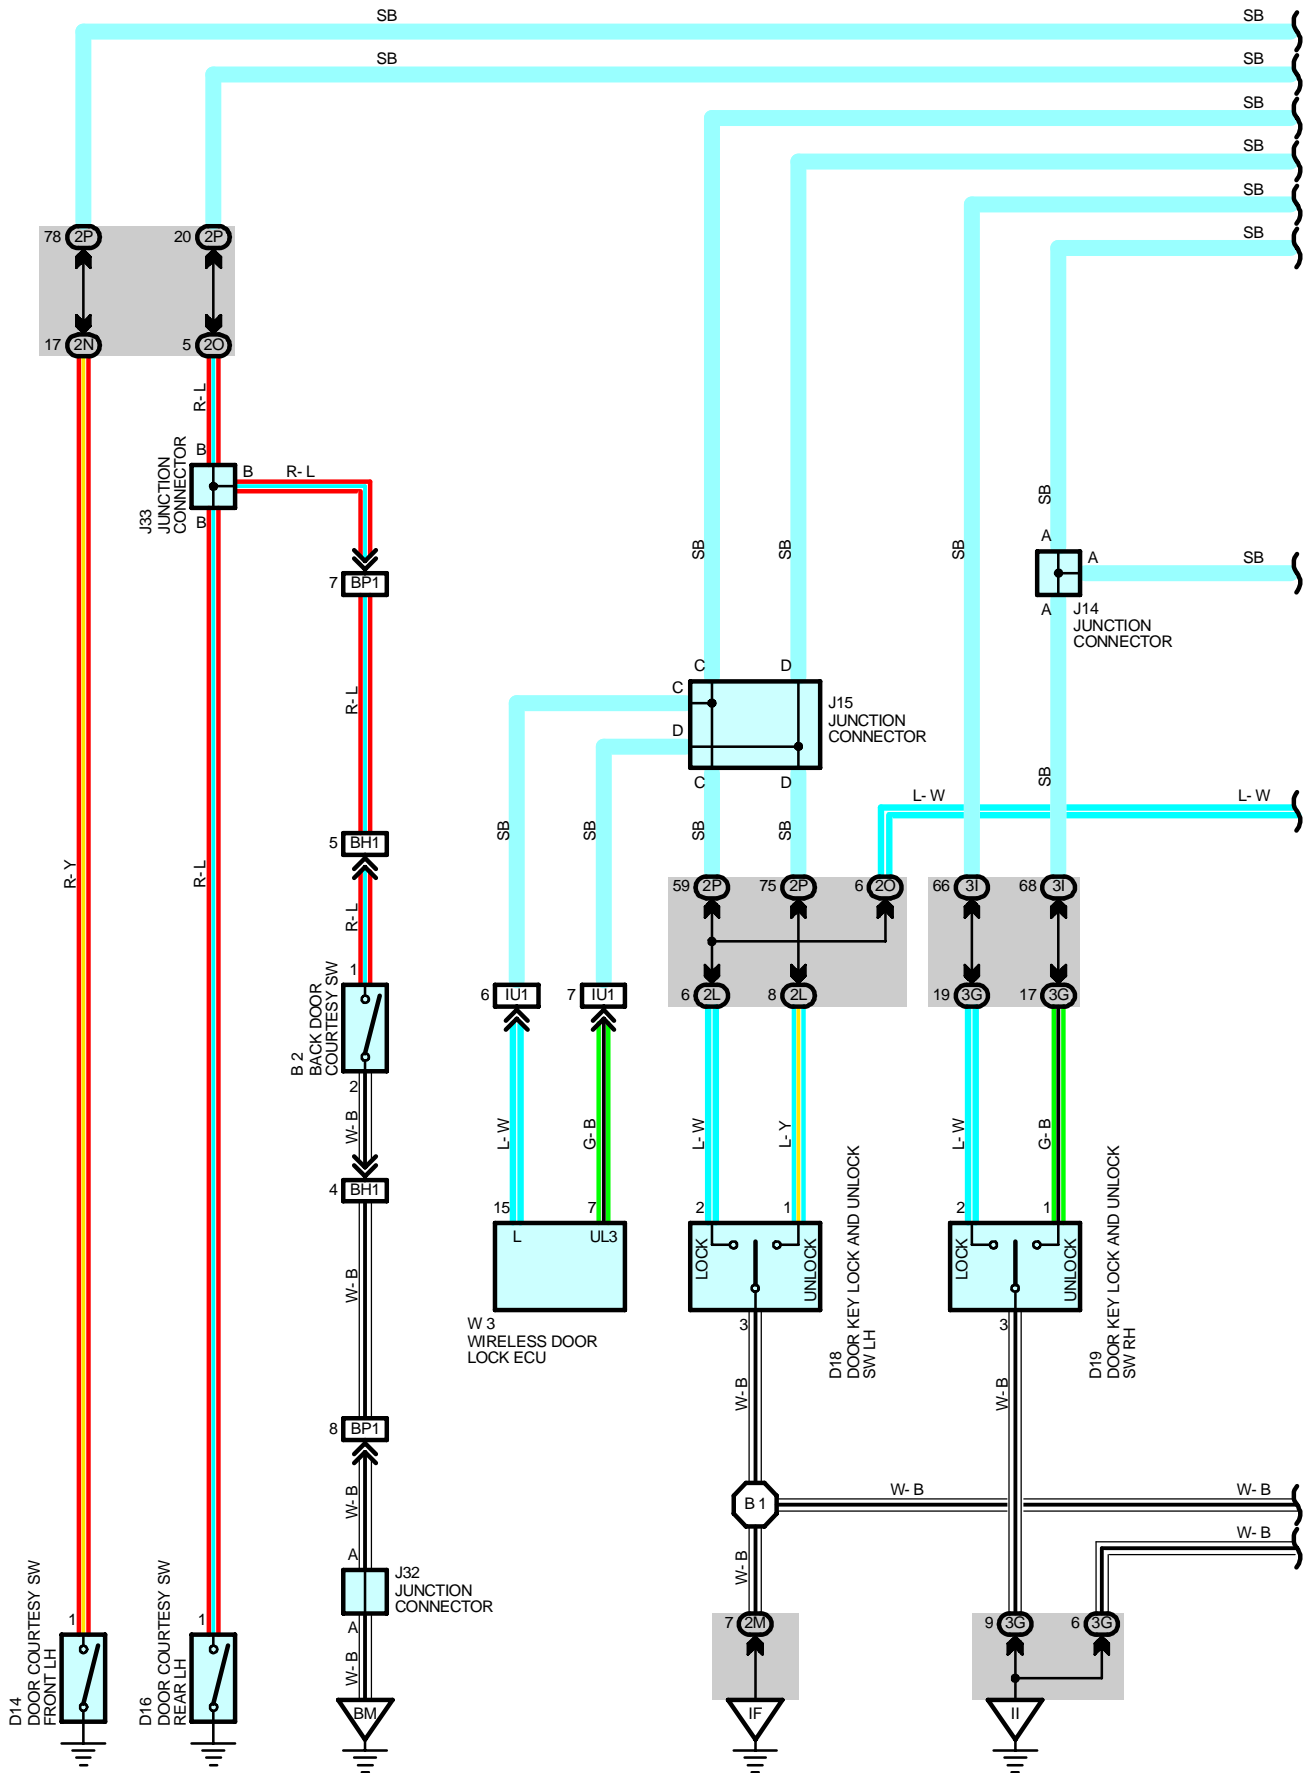 SB
SB
SB
SB
SB
SB
SB
SB
78 2P
20 2P
17 2N
5 2O
R-L
B
B
R-L
B
J33
JUNCTION
CONNECTOR
7 BP1
SB
SB
SB
SB
A
A
SB
A
J14
JUNCTION
CONNECTOR
R-L
C
D
C
D
C
D
J15
JUNCTION
CONNECTOR
SB
L-W
L-W
5 BH1
SB
SB
SB
SB
R-Y
R-L
59 2P
75 2P
6 2O
66 3I
68 3I
R-L
1
6 IU1
7 IU1
6 2L
8 2L
19 3G
17 3G
B 2
BACK DOOR
COURTESY SW
2
W-B
L-W
G-B
L-W
L-Y
L-W
G-B
4 BH1
15
7
2
1
2
1
L
UL3
LOCK
UNLOCK
LOCK
UNLOCK
W-B
3
3
W 3
WIRELESS DOOR
LOCK ECU
D18
DOOR KEY LOCK AND UNLOCK
SW LH
D19
DOOR KEY LOCK AND UNLOCK
SW RH
W-B
W-B
8 BP1
W-B
B 1
W-B
W-B
W-B
W-B
A
J32
JUNCTION
CONNECTOR
A
W-B
1
1
7 2M
9 3G
6 3G
D14
DOOR COURTESY SW
FRONT LH
D16
DOOR COURTESY SW
REAR LH
BM
IF
II